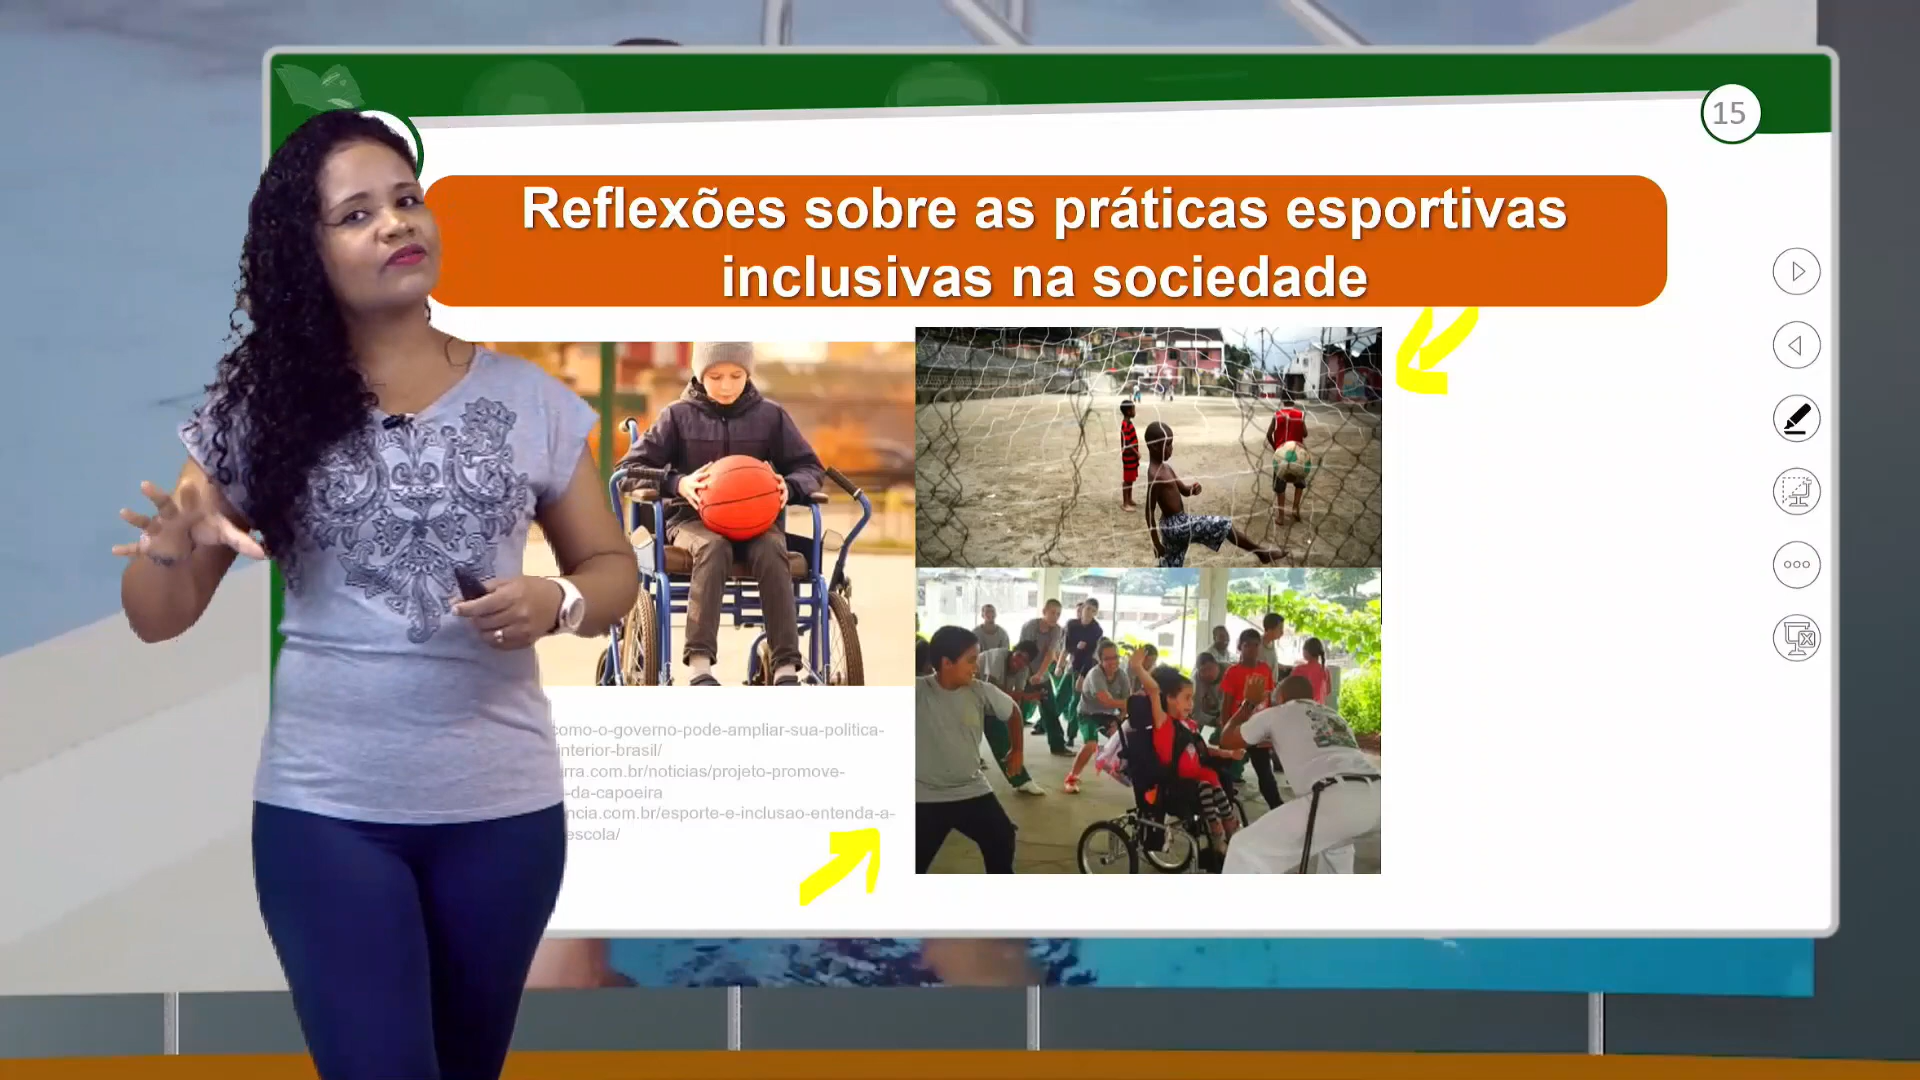 15
Reflexões sobre as práticas esportivas
inclusivas na sociedade
como-o-governo-pode-ampliar-sua-politica-
interior-brasil/
rra.com.br/noticias/projeto-promove-
-da-capoeira
ncia.com.br/esporte-e-inclusao-entenda-a-
escola/